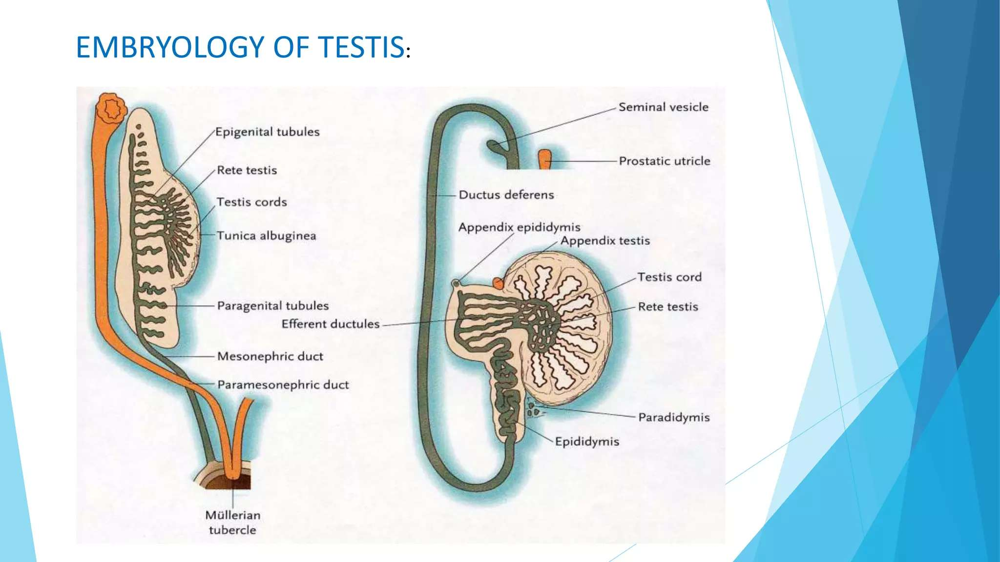 EMBRYOLOGY OF TESTIS:
Epigenital tubules
Rete testis
Testis cords
Tunica albuginea
Paragenital tubules
Efferent ductules
Mesonephric duct
Paramesonephric duct
Müllerian
tubercle
Seminal vesicle
Prostatic utricle
Ductus deferens
Appendix epididymis
Appendix testis
Testis cord
Rete testis
Paradidymis
Epididymis